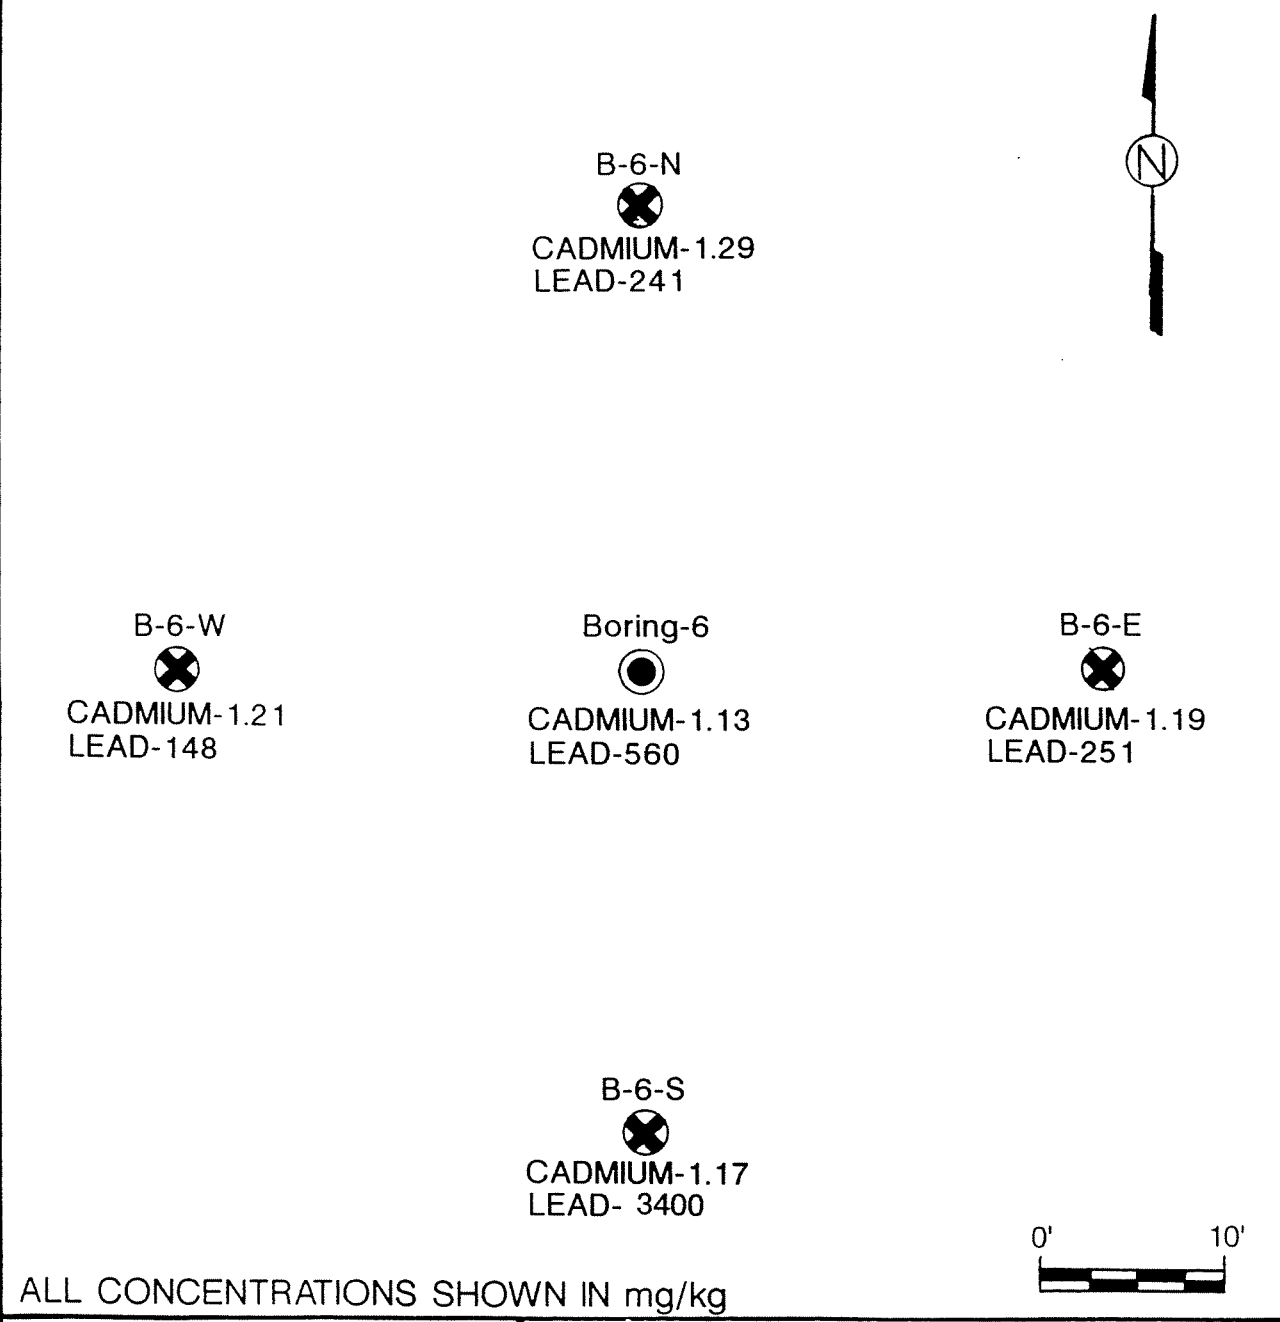 N
B-6-N
CADMIUM-1.29
LEAD-241
B-6-W
CADMIUM-1.21
LEAD-148
Boring-6
CADMIUM-1.13
LEAD-560
B-6-E
CADMIUM-1.19
LEAD-251
B-6-S
CADMIUM-1.17
LEAD- 3400
0' 10'
ALL CONCENTRATIONS SHOWN IN mg/kg